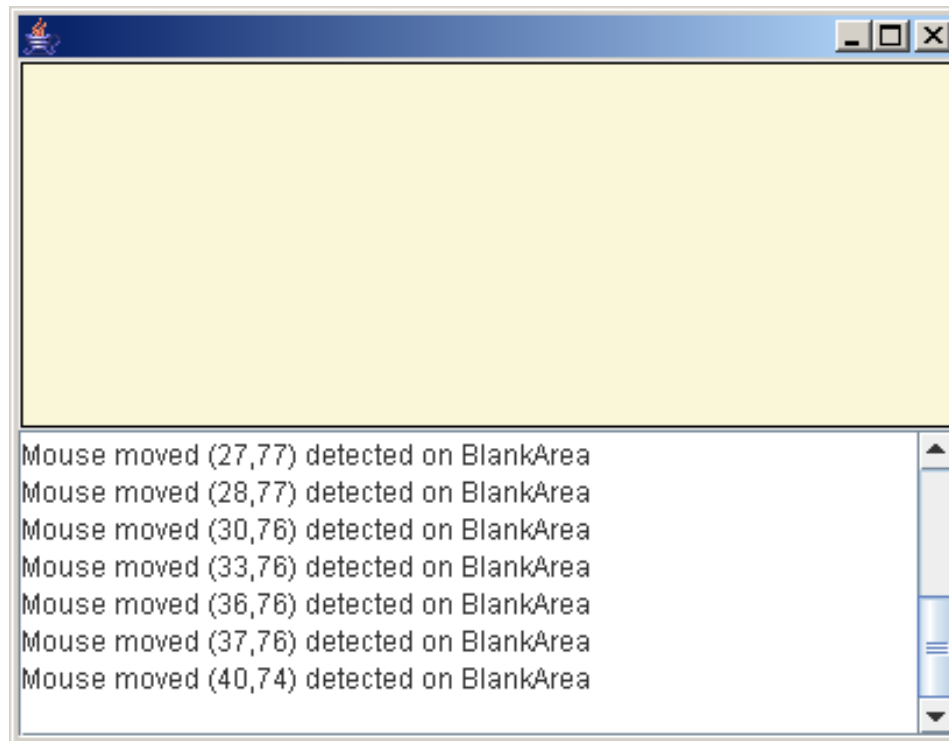 Mouse moved (27,77) detected on BlankArea
Mouse moved (28,77) detected on BlankArea
Mouse moved (30,76) detected on BlankArea
Mouse moved (33,76) detected on BlankArea
Mouse moved (36,76) detected on BlankArea
Mouse moved (37,76) detected on BlankArea
Mouse moved (40,74) detected on BlankArea